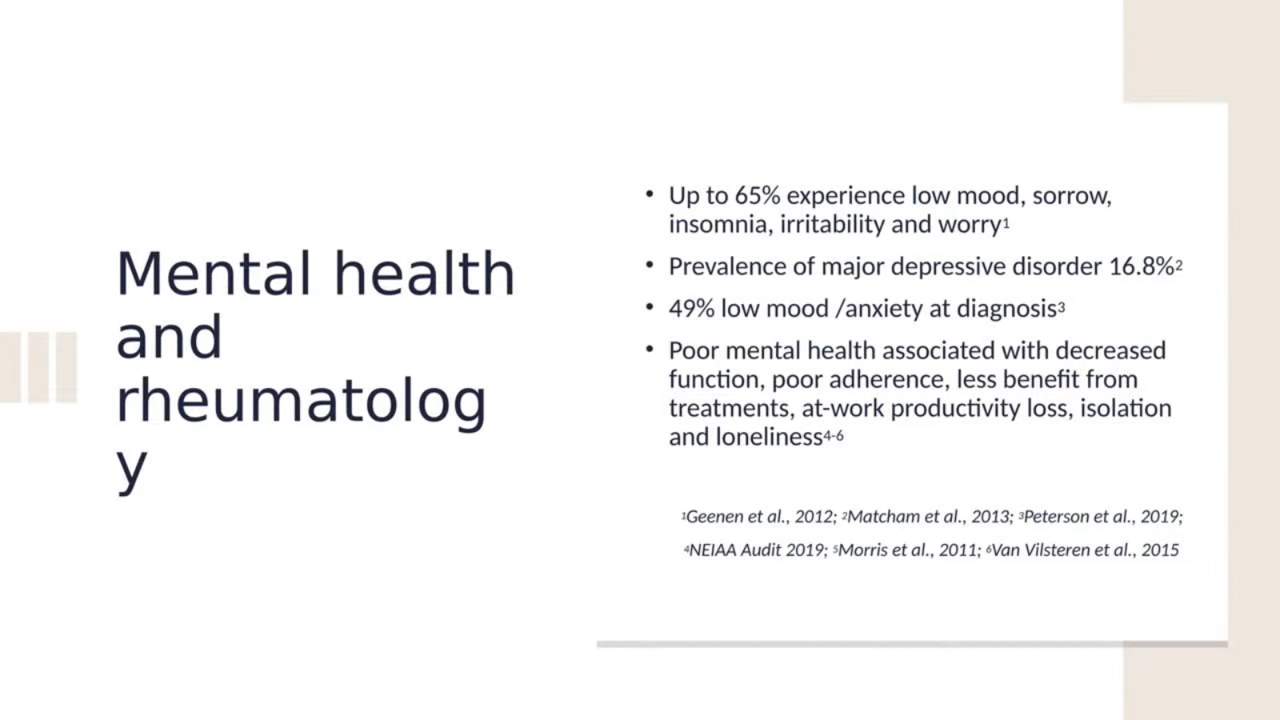 Mental health
and
rheumatolog
y
• Up to 65% experience low mood, sorrow,
insomnia, irritability and worry¹
• Prevalence of major depressive disorder 16.8%²
• 49% low mood /anxiety at diagnosis³
• Poor mental health associated with decreased
function, poor adherence, less benefit from
treatments, at-work productivity loss, isolation
and loneliness⁴⁻⁶
¹Geenen et al., 2012; ²Matcham et al., 2013; ³Peterson et al., 2019;
⁴NEIAA Audit 2019; ⁵Morris et al., 2011; ⁶Van Vilsteren et al., 2015